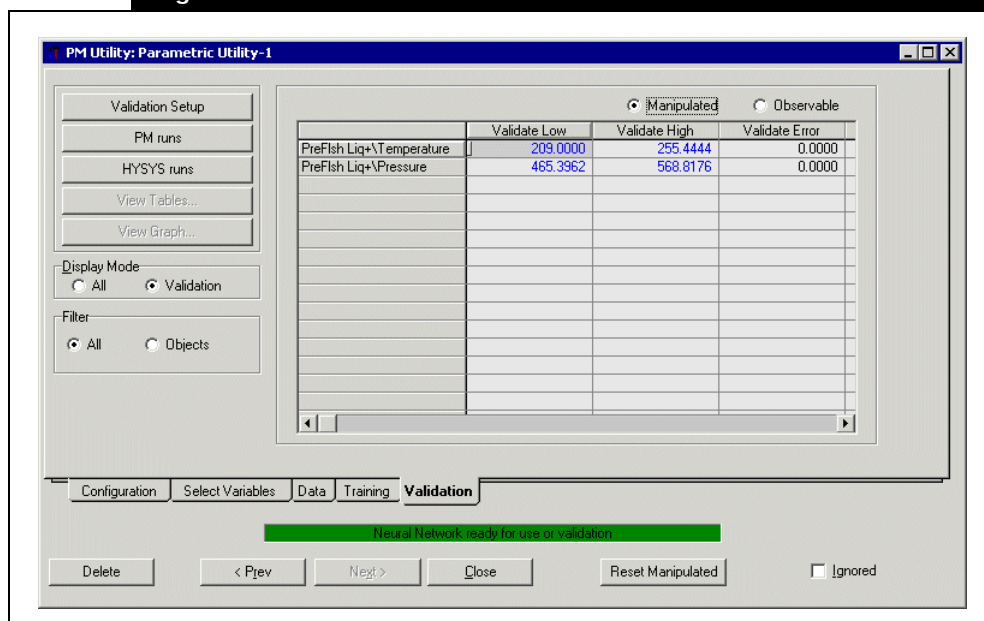 PM Utility: Parametric Utility-1
Validation Setup
PM runs
HYSYS runs
View Tables...
View Graph...
Display Mode
All Validation
Filter
All Objects
Manipulated Observable
Validate Low Validate High Validate Error
PreFlsh Liq+\Temperature 209.0000 255.4444 0.0000
PreFlsh Liq+\Pressure 465.3962 568.8176 0.0000
Configuration Select Variables Data Training Validation
Neural Network ready for use or validation
Delete < Prev Next > Close Reset Manipulated Ignored